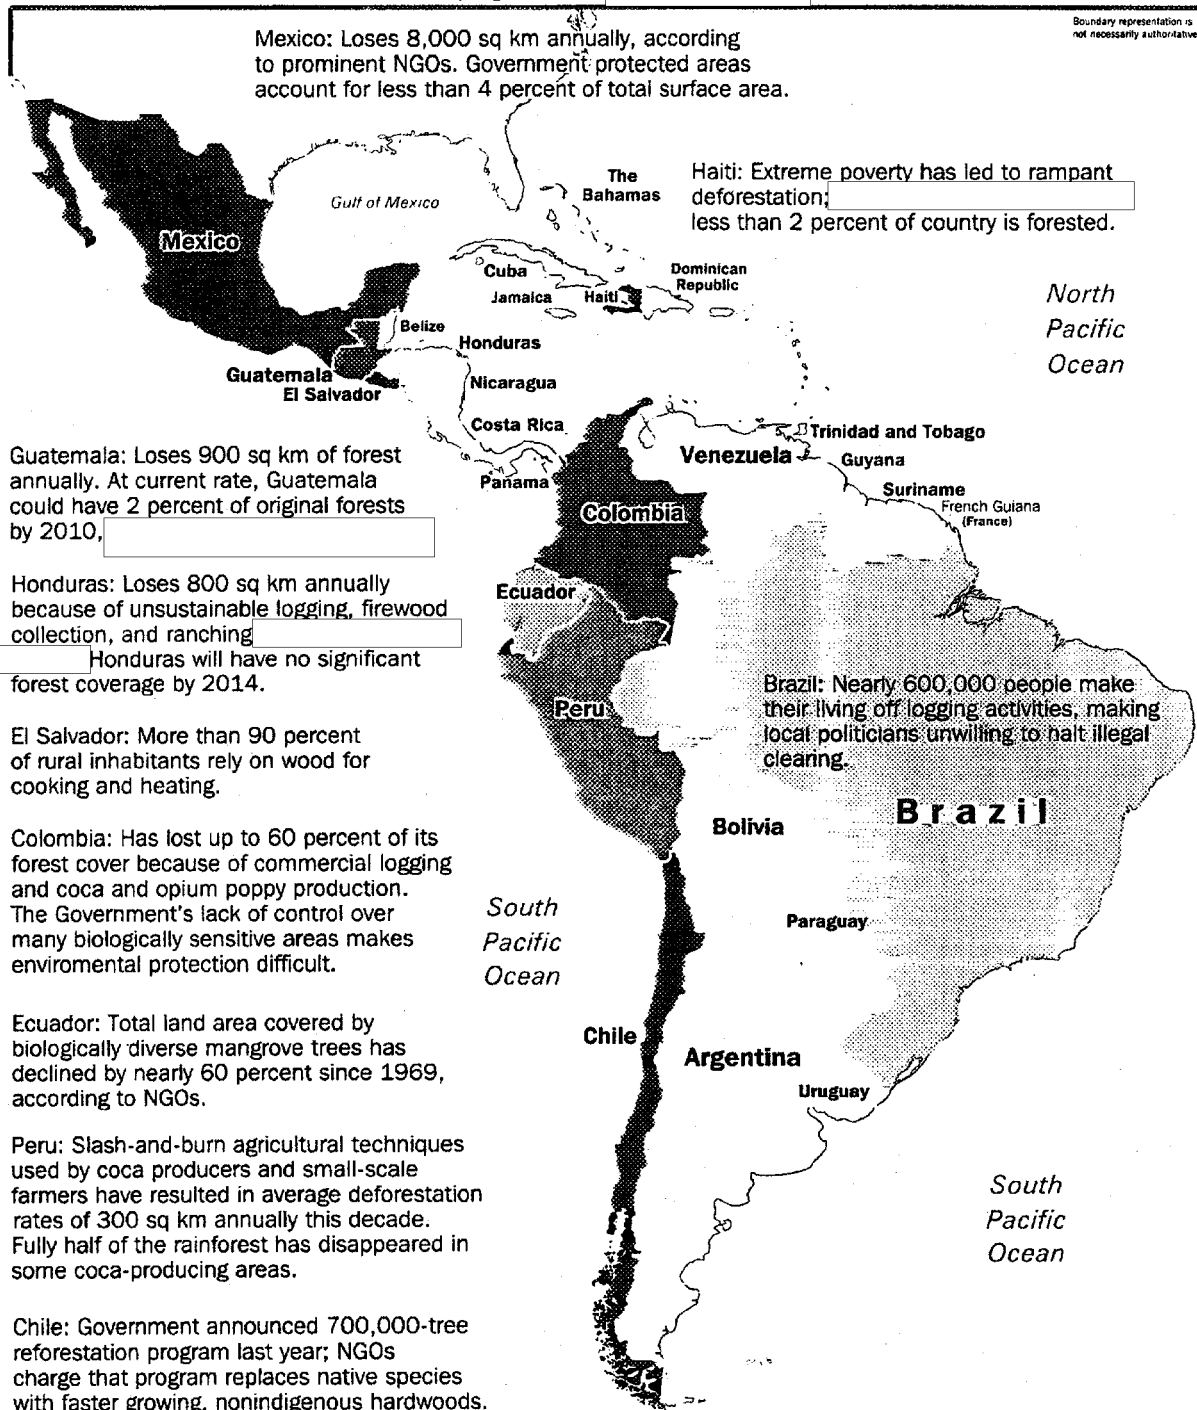 Boundary representation is
not necessarily authoritative
Mexico: Loses 8,000 sq km annually, according
to prominent NGOs. Government protected areas
account for less than 4 percent of total surface area.
Haiti: Extreme poverty has led to rampant
deforestation;
less than 2 percent of country is forested.
The
Bahamas
Gulf of Mexico
Mexico
Cuba
Dominican
Republic
Jamaica
Haiti
North
Pacific
Ocean
Belize
Honduras
Guatemala
El Salvador
Nicaragua
Costa Rica
Panama
Trinidad and Tobago
Venezuela
Guyana
Suriname
French Guiana
(France)
Colombia
Guatemala: Loses 900 sq km of forest
annually. At current rate, Guatemala
could have 2 percent of original forests
by 2010,
Honduras: Loses 800 sq km annually
because of unsustainable logging, firewood
collection, and ranching
Honduras will have no significant
forest coverage by 2014.
Ecuador
Peru
Brazil: Nearly 600,000 people make
their living off logging activities, making
local politicians unwilling to halt illegal
clearing.
El Salvador: More than 90 percent
of rural inhabitants rely on wood for
cooking and heating.
Brazil
Bolivia
Colombia: Has lost up to 60 percent of its
forest cover because of commercial logging
and coca and opium poppy production.
The Government's lack of control over
many biologically sensitive areas makes
enviromental protection difficult.
South
Pacific
Ocean
Paraguay
Ecuador: Total land area covered by
biologically diverse mangrove trees has
declined by nearly 60 percent since 1969,
according to NGOs.
Chile
Argentina
Uruguay
Peru: Slash-and-burn agricultural techniques
used by coca producers and small-scale
farmers have resulted in average deforestation
rates of 300 sq km annually this decade.
Fully half of the rainforest has disappeared in
some coca-producing areas.
South
Pacific
Ocean
Chile: Government announced 700,000-tree
reforestation program last year; NGOs
charge that program replaces native species
with faster growing, nonindigenous hardwoods.